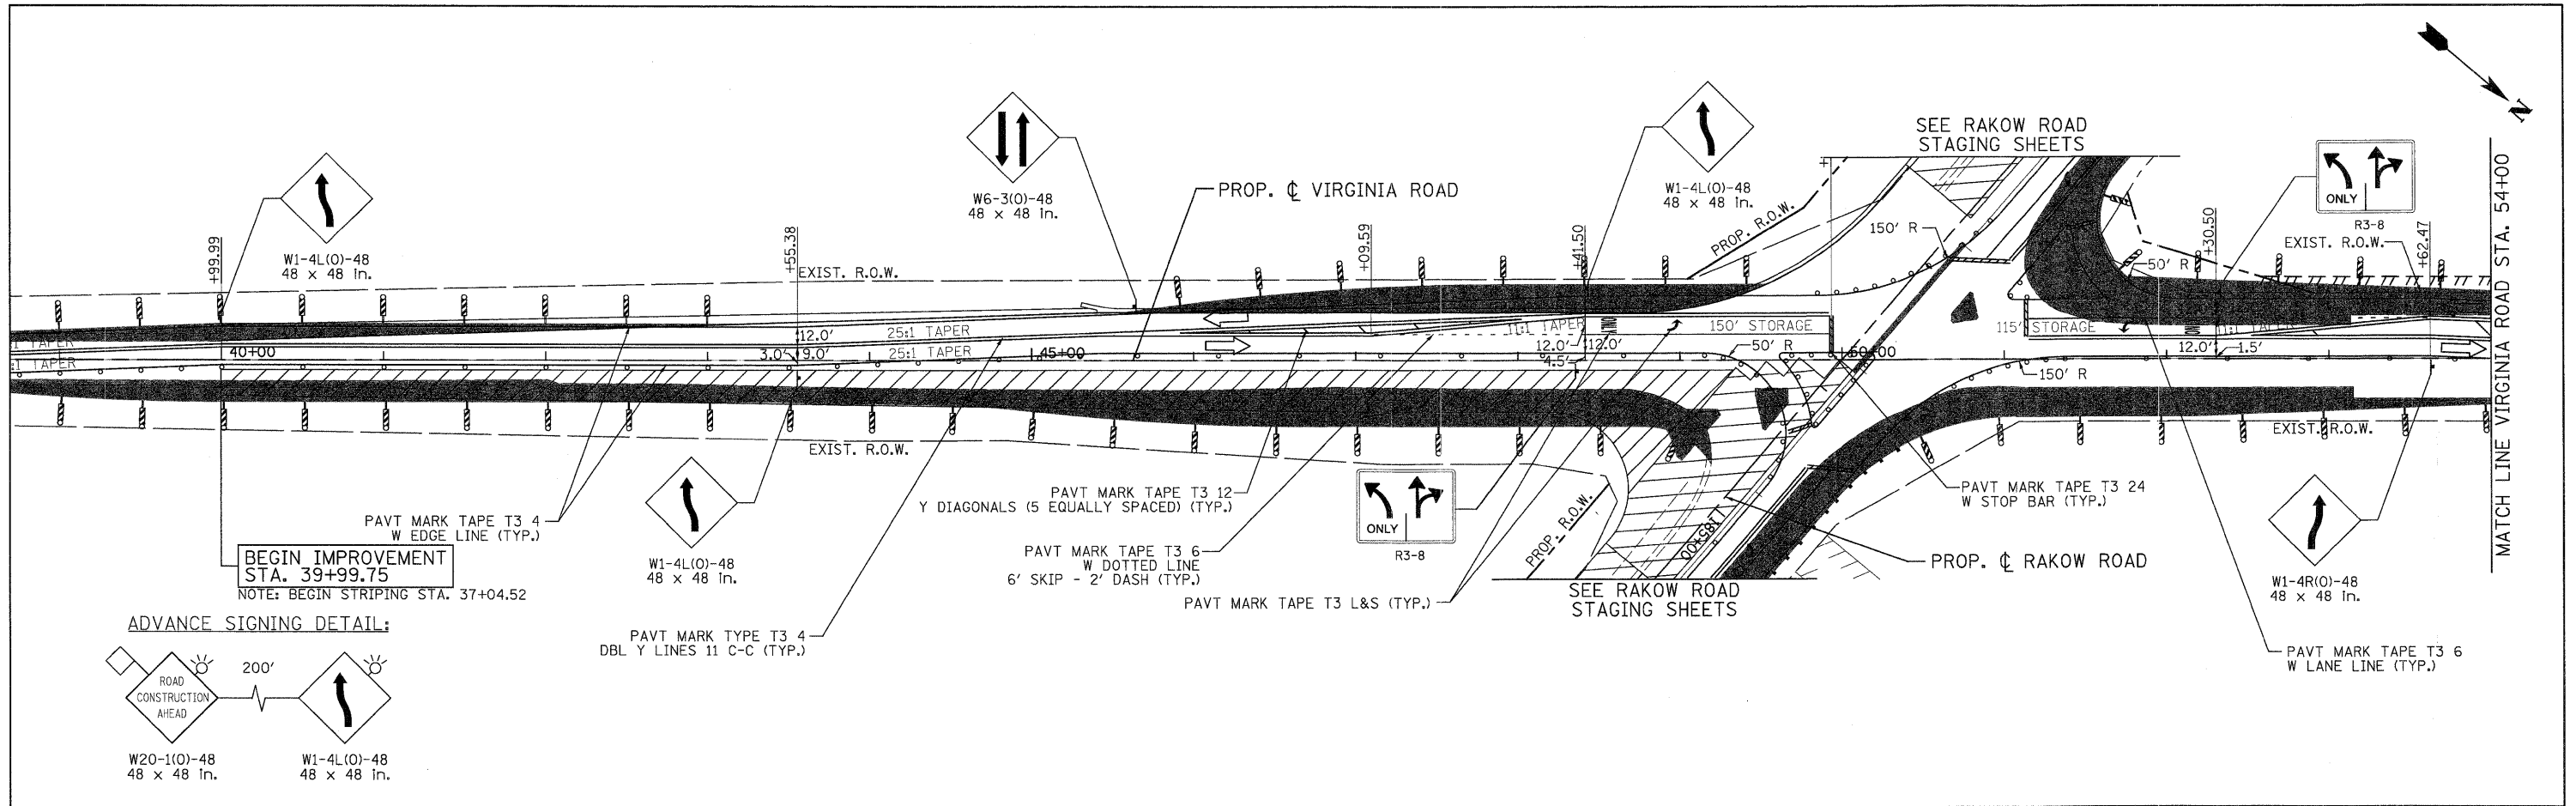 N
SEE RAKOW ROAD
STAGING SHEETS
W6-3(O)-48
48 x 48 in.
W1-4L(O)-48
48 x 48 in.
PROP. ℄ VIRGINIA ROAD
ONLY
R3-8
W1-4L(O)-48
48 x 48 in.
+99.99
+55.38
+09.59
+41.50
+30.50
+62.47
PROP. R.O.W.
150' R
EXIST. R.O.W.
EXIST. R.O.W.
50' R
MATCH LINE VIRGINIA ROAD STA. 54+00
12.0'
25:1 TAPER
11:1 TAPER
ONLY
150' STORAGE
115' STORAGE
TAPER
40+00
3.0'
9.0'
25:1 TAPER
45+00
12.0'
12.0'
4.5'
50' R
50+00
12.0'
1.5'
:1 TAPER
150' R
EXIST. R.O.W.
EXIST. R.O.W.
PAVT MARK TAPE T3 4
W EDGE LINE (TYP.)
W1-4L(O)-48
48 x 48 in.
PAVT MARK TAPE T3 12
Y DIAGONALS (5 EQUALLY SPACED) (TYP.)
PAVT MARK TAPE T3 6
W DOTTED LINE
6' SKIP - 2' DASH (TYP.)
ONLY
R3-8
PROP. R.O.W.
1185+00
PAVT MARK TAPE T3 24
W STOP BAR (TYP.)
PROP. ℄ RAKOW ROAD
W1-4R(O)-48
48 x 48 in.
BEGIN IMPROVEMENT
STA. 39+99.75
NOTE: BEGIN STRIPING STA. 37+04.52
PAVT MARK TAPE T3 L&S (TYP.)
SEE RAKOW ROAD
STAGING SHEETS
ADVANCE SIGNING DETAIL:
PAVT MARK TYPE T3 4
DBL Y LINES 11 C-C (TYP.)
PAVT MARK TAPE T3 6
W LANE LINE (TYP.)
200'
ROAD
CONSTRUCTION
AHEAD
W20-1(O)-48
48 x 48 in.
W1-4L(O)-48
48 x 48 in.